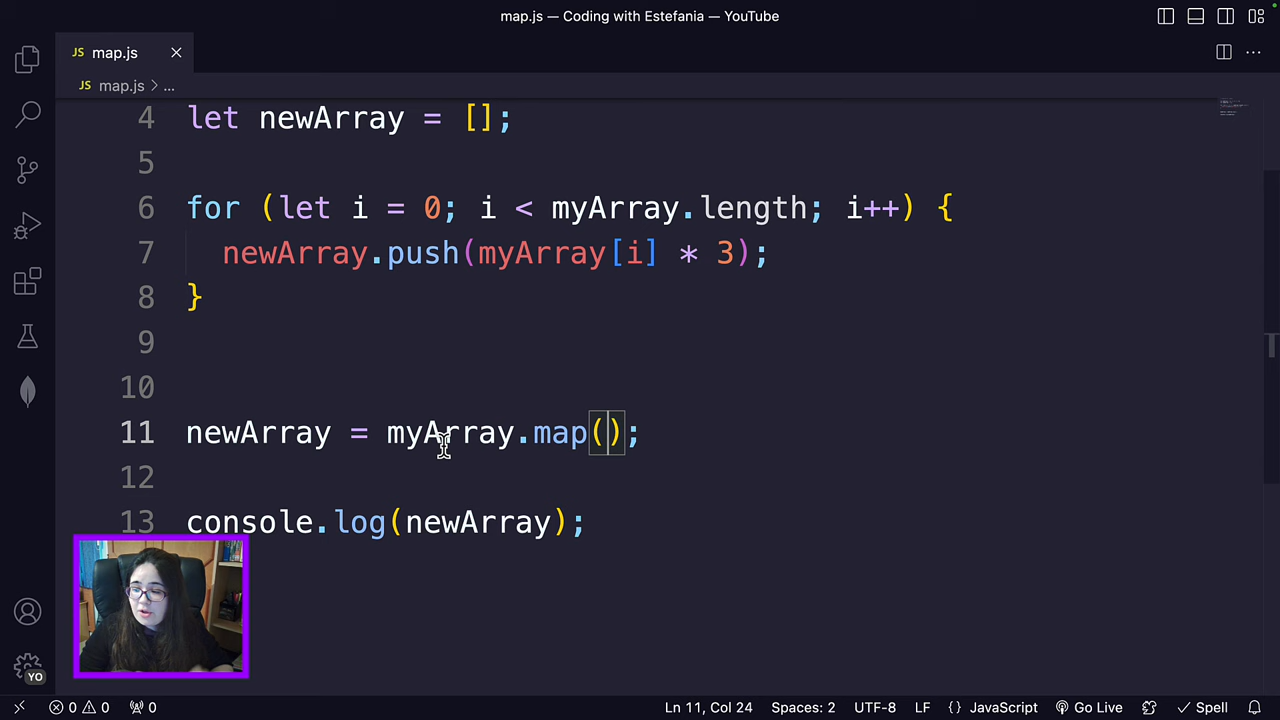 map.js — Coding with Estefania — YouTube
JS map.js
JS map.js > ...
4 let newArray = [];
5
6 for (let i = 0; i < myArray.length; i++) {
7 newArray.push(myArray[i] * 3);
8 }
9
10
11 newArray = myArray.map();
12
13 console.log(newArray);
YO
0 0 0 Ln 11, Col 24 Spaces: 2 UTF-8 LF {} JavaScript Go Live Spell